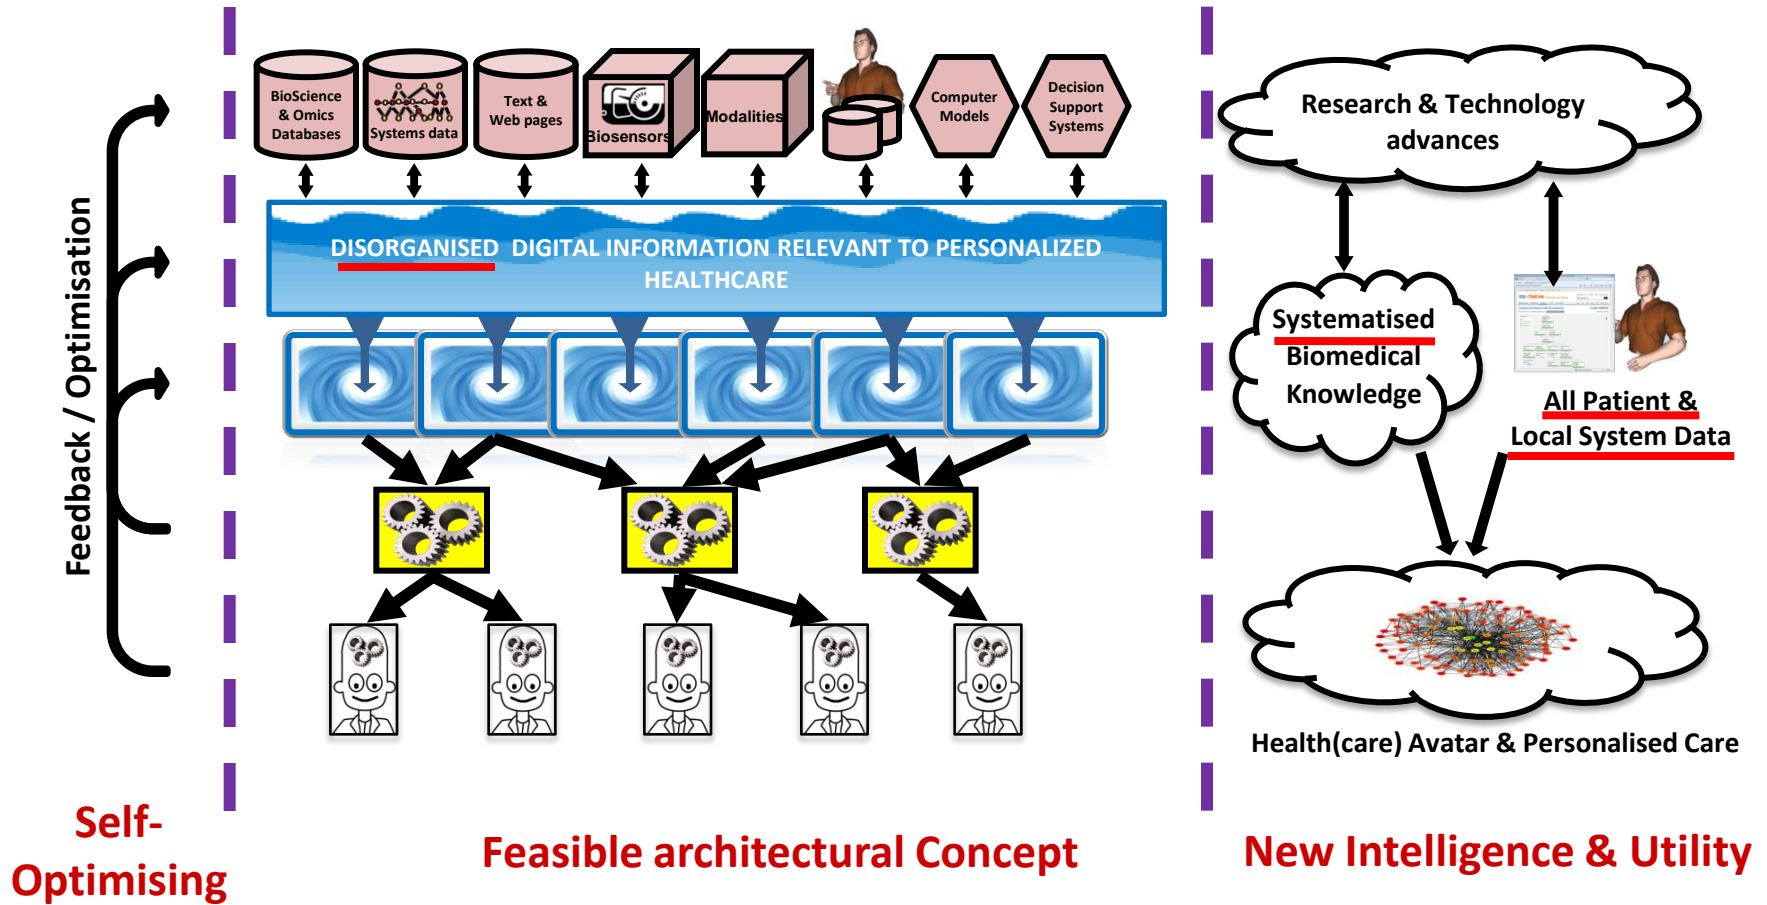 Feedback / Optimisation
BioScience
& Omics
Databases
Systems data
Text &
Web pages
Biosensors
Modalities
Computer
Models
Decision
Support
Systems
DISORGANISED DIGITAL INFORMATION RELEVANT TO PERSONALIZED
HEALTHCARE
Research & Technology
advances
Systematised
Biomedical
Knowledge
choices
All Patient &
Local System Data
Health(care) Avatar & Personalised Care
Self-
Optimising
Feasible architectural Concept
New Intelligence & Utility